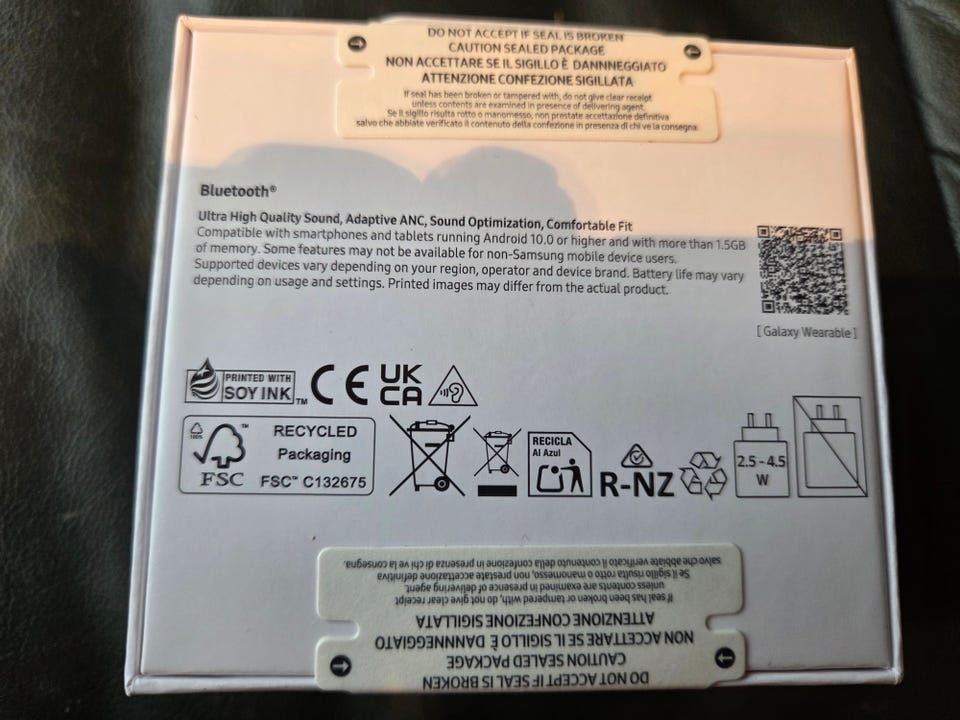 DO NOT ACCEPT IF SEAL IS BROKEN
CAUTION SEALED PACKAGE
NON ACCETTARE SE IL SIGILLO È DANNNEGGIATO
ATTENZIONE CONFEZIONE SIGILLATA
If seal has been broken or tampered with, do not give clear receipt
unless contents are examined in presence of delivering agent.
Se il sigillo risulta rotto o manomesso, non prestate accettazione definitiva
salvo che abbiate verificato il contenuto della confezione in presenza di chi ve la consegna.
Bluetooth®
Ultra High Quality Sound, Adaptive ANC, Sound Optimization, Comfortable Fit
Compatible with smartphones and tablets running Android 10.0 or higher and with more than 1.5GB
of memory. Some features may not be available for non-Samsung mobile device users.
Supported devices vary depending on your region, operator and device brand. Battery life may vary
depending on usage and settings. Printed images may differ from the actual product.
[ Galaxy Wearable ]
PRINTED WITH
SOY INK™
CE
UK
CA
100%
™
FSC
RECYCLED
Packaging
FSC™ C132675
RECICLA
Al Azul
R-NZ
2.5 - 4.5
W
DO NOT ACCEPT IF SEAL IS BROKEN
CAUTION SEALED PACKAGE
NON ACCETTARE SE IL SIGILLO È DANNNEGGIATO
ATTENZIONE CONFEZIONE SIGILLATA
If seal has been broken or tampered with, do not give clear receipt
unless contents are examined in presence of delivering agent.
Se il sigillo risulta rotto o manomesso, non prestate accettazione definitiva
salvo che abbiate verificato il contenuto della confezione in presenza di chi ve la consegna.